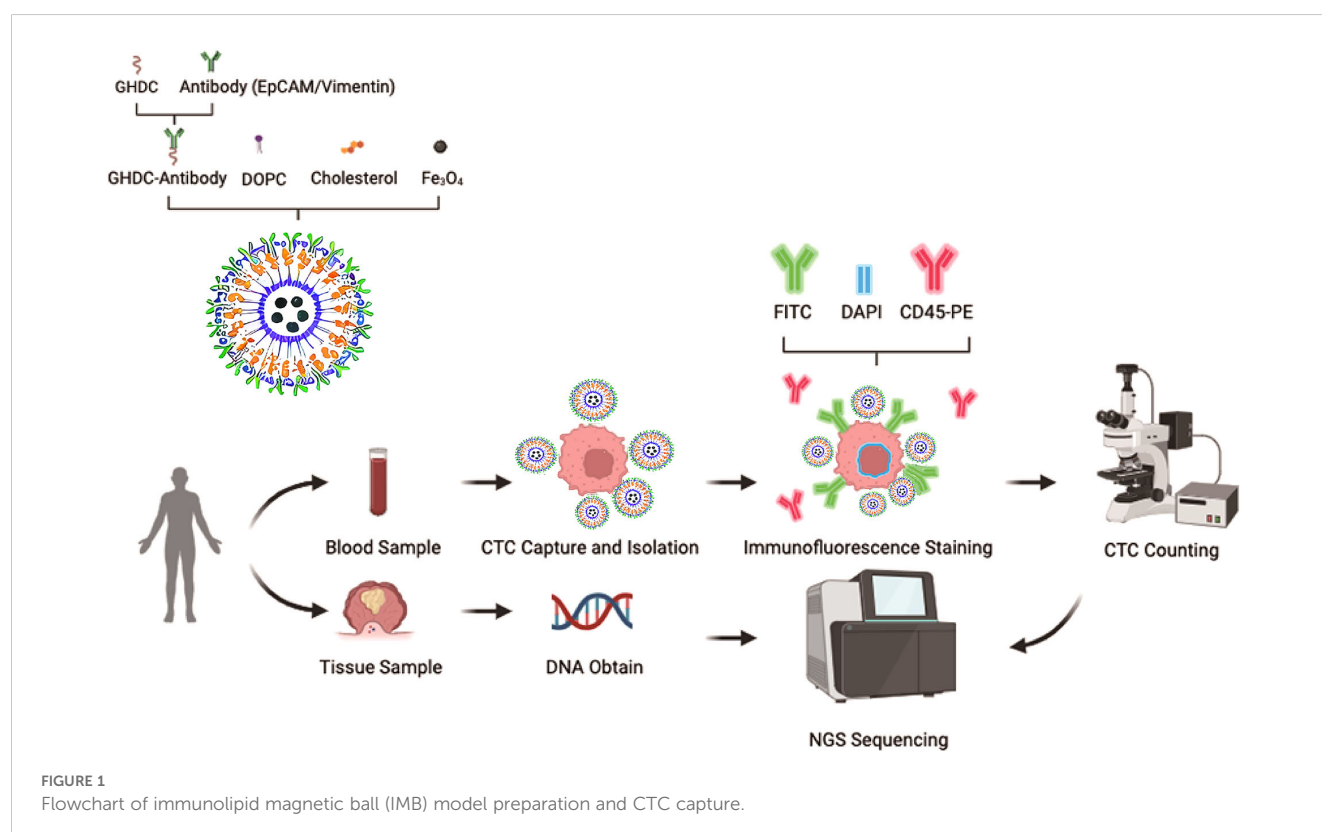 GHDC Antibody (EpCAM/Vimentin)
GHDC-Antibody DOPC Cholesterol Fe₃O₄
FITC DAPI CD45-PE
Blood Sample CTC Capture and Isolation Immunofluorescence Staining CTC Counting
Tissue Sample DNA Obtain
NGS Sequencing
FIGURE 1
Flowchart of immunolipid magnetic ball (IMB) model preparation and CTC capture.